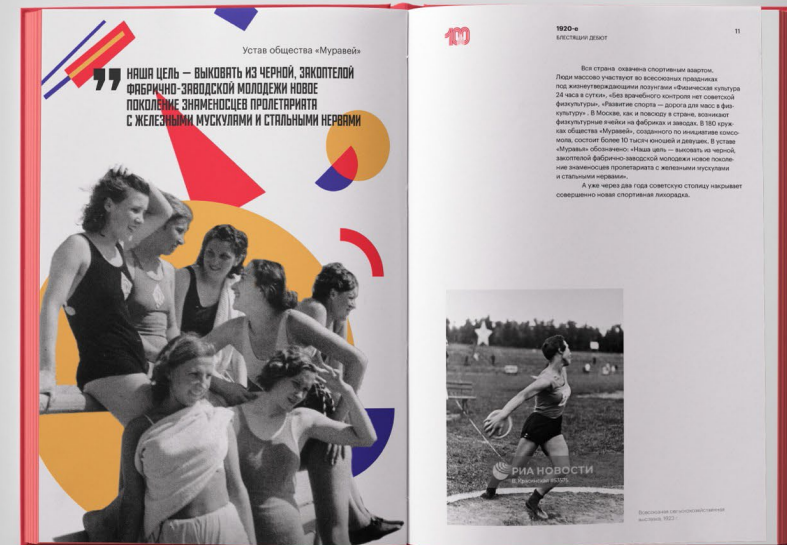 Устав общества «Муравей»
НАША ЦЕЛЬ — ВЫКОВАТЬ ИЗ ЧЕРНОЙ, ЗАКОПТЕЛОЙ
ФАБРИЧНО-ЗАВОДСКОЙ МОЛОДЕЖИ НОВОЕ
ПОКОЛЕНИЕ ЗНАМЕНОСЦЕВ ПРОЛЕТАРИАТА
С ЖЕЛЕЗНЫМИ МУСКУЛАМИ И СТАЛЬНЫМИ НЕРВАМИ
100
1920-е
БЛЕСТЯЩИЙ ДЕБЮТ
11
Вся страна охвачена спортивным азартом.
Люди массово участвуют во всесоюзных праздниках
под жизнеутверждающими лозунгами «Физическая культура
24 часа в сутки», «Без врачебного контроля нет советской
физкультуры», «Развитие спорта — дорога для масс в физ-
культуру». В Москве, как и повсюду в стране, возникают
физкультурные ячейки на фабриках и заводах. В 180 круж-
ках общества «Муравей», созданного по инициативе комсо-
мола, состоит более 10 тысяч юношей и девушек. В уставе
«Муравья» обозначено: «Наша цель — выковать из черной,
закоптелой фабрично-заводской молодежи новое поколе-
ние знаменосцев пролетариата с железными мускулами
и стальными нервами».
А уже через два года советскую столицу накрывает
совершенно новая спортивная лихорадка.
РИА НОВОСТИ
Всесоюзная сельскохозяйственная
выставка, 1923 г.